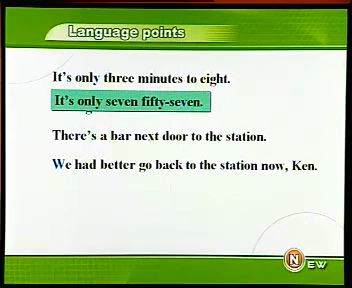 Language points
It's only three minutes to eight.
It's only seven fifty-seven.
There's a bar next door to the station.
We had better go back to the station now, Ken.
N EW